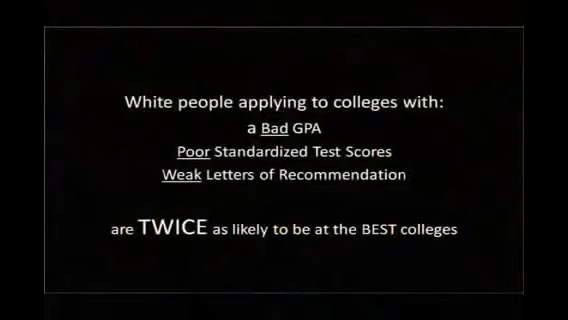 White people applying to colleges with:
a Bad GPA
Poor Standardized Test Scores
Weak Letters of Recommendation
are TWICE as likely to be at the BEST colleges